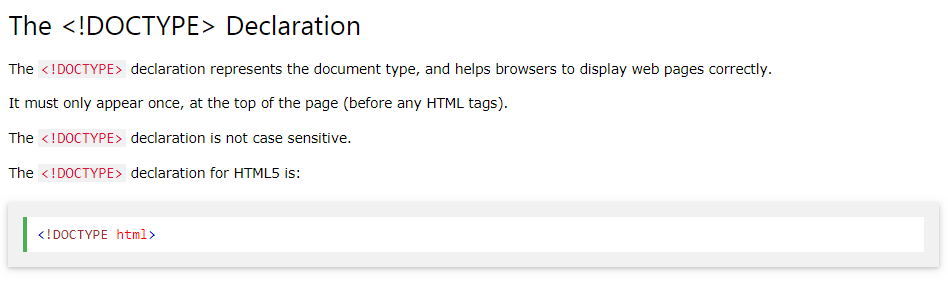 The <!DOCTYPE> Declaration
The <!DOCTYPE> declaration represents the document type, and helps browsers to display web pages correctly.
It must only appear once, at the top of the page (before any HTML tags).
The <!DOCTYPE> declaration is not case sensitive.
The <!DOCTYPE> declaration for HTML5 is:
<!DOCTYPE html>